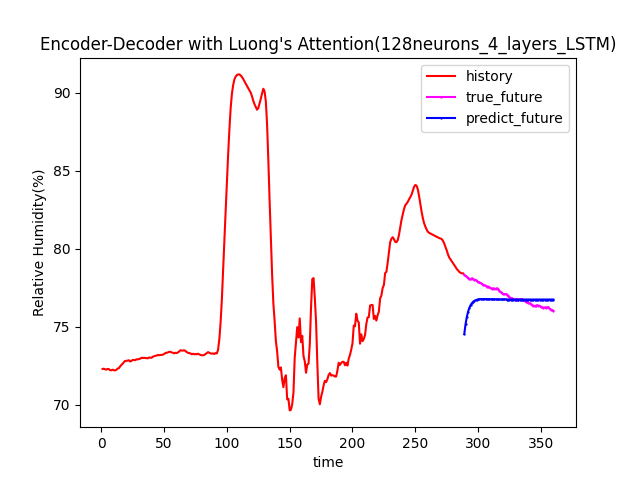 Encoder-Decoder with Luong's Attention(128neurons_4_layers_LSTM)
history
true_future
predict_future
90
85
80
75
70
Relative Humidity(%)
0 50 100 150 200 250 300 350
time